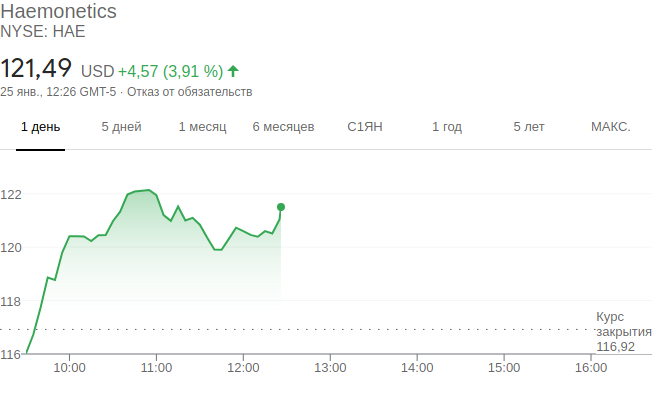 Haemonetics
NYSE: HAE
121,49 USD +4,57 (3,91 %)
25 янв., 12:26 GMT-5 · Отказ от обязательств
1 день 5 дней 1 месяц 6 месяцев С1ЯН 1 год 5 лет МАКС.
122
120
118
Курс
закрытия
116,92
116
10:00 11:00 12:00 13:00 14:00 15:00 16:00